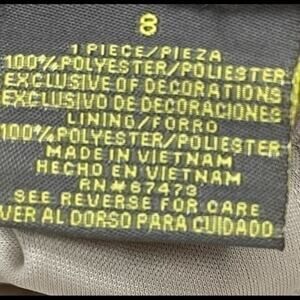 8
1 PIECE/PIEZA
100% POLYESTER/POLIESTER
EXCLUSIVE OF DECORATIONS
EXCLUSIVO DE DECORACIONES
LINING/FORRO
100% POLYESTER/POLIESTER
MADE IN VIETNAM
HECHO EN VIETNAM
RN#67473
SEE REVERSE FOR CARE
VER AL DORSO PARA CUIDADO